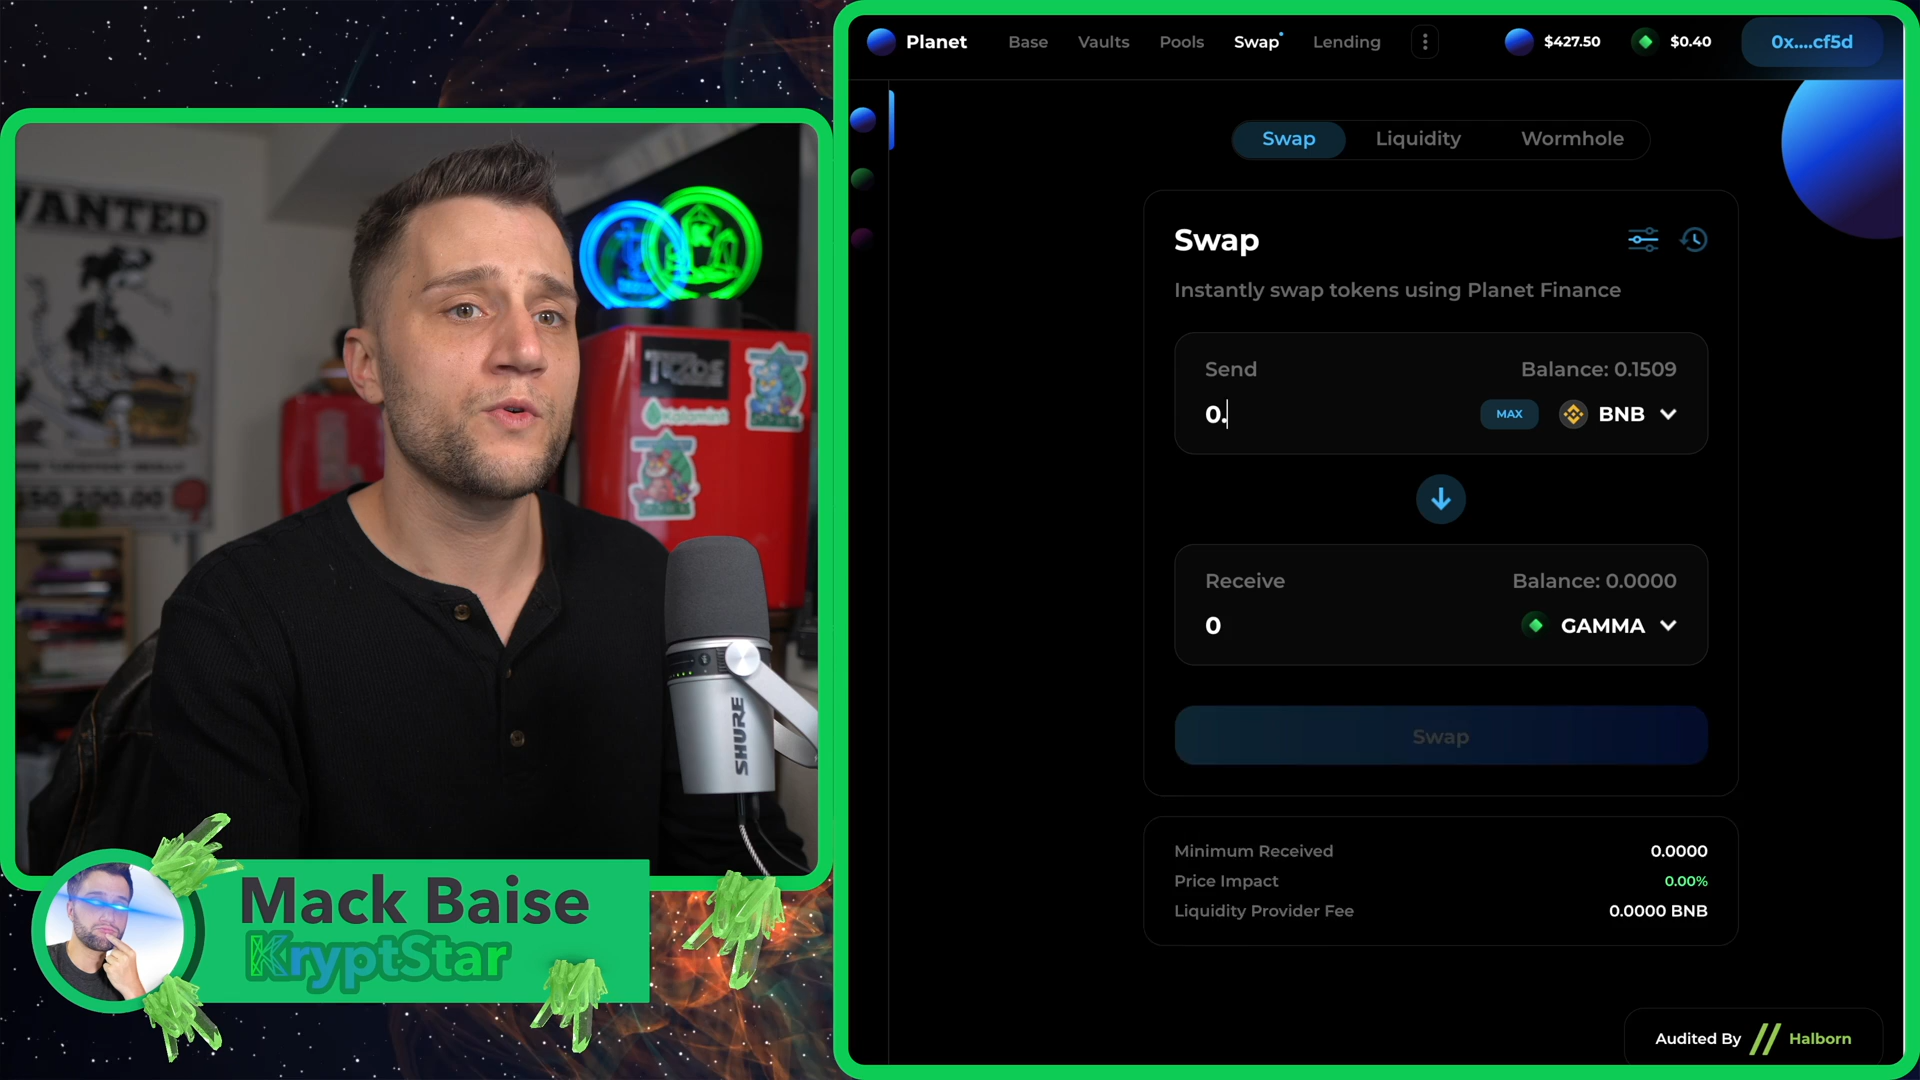 Planet
Base
Vaults
Pools
Swap
Lending
$427.50
$0.40
0x....cf5d
Swap
Liquidity
Wormhole
Swap
Instantly swap tokens using Planet Finance
Send
Balance: 0.1509
0.
MAX
BNB
Receive
Balance: 0.0000
0
GAMMA
Swap
Minimum Received
0.0000
Price Impact
0.00%
Liquidity Provider Fee
0.0000 BNB
Audited By
Halborn
WANTED
TEZOS
Kalamint
SHURE
Mack Baise
KryptStar